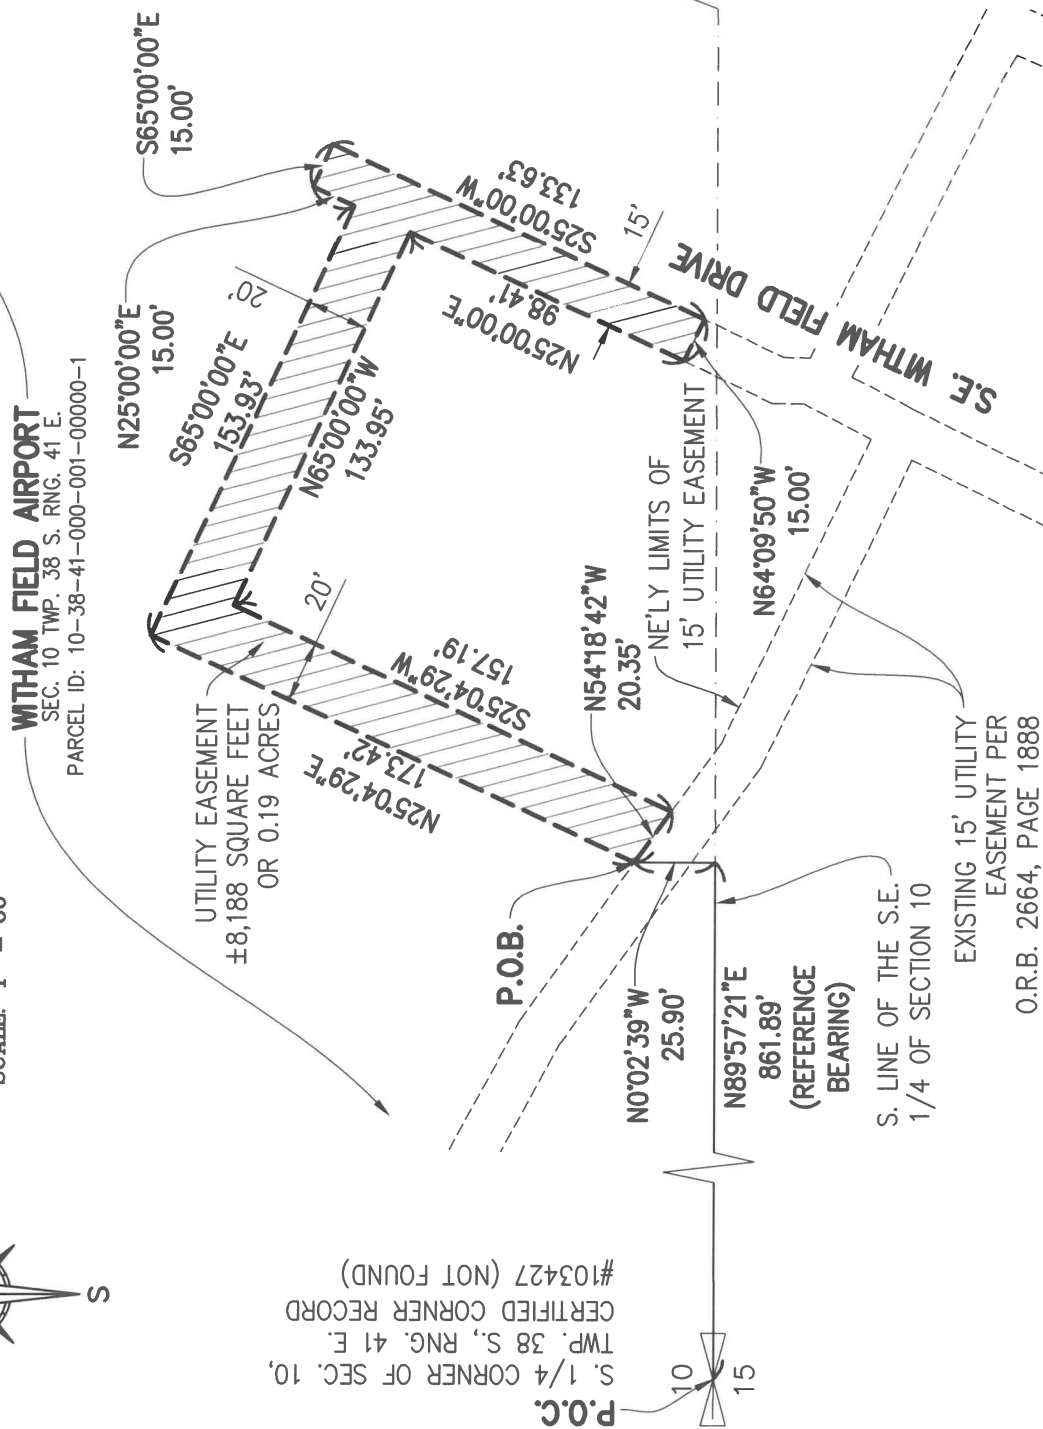 WITHAM FIELD AIRPORT
SEC. 10 TWP. 38 S. RNG. 41 E.
PARCEL ID: 10-38-41-000-001-00000-1
S65°00'00"E
15.00'
N25°00'00"E
15.00'
S65°00'00"E
153.93'
20'
N65°00'00"W
133.95'
S25°00'00"W
133.63'
15'
N25°00'00"E
98.41'
S.E. WITHAM FIELD DRIVE
UTILITY EASEMENT
±8,188 SQUARE FEET
OR 0.19 ACRES
20'
S25°04'29"W
157.19'
N25°04'29"E
173.42'
N54°18'42"W
20.35'
NE'LY LIMITS OF
15' UTILITY EASEMENT
N64°09'50"W
15.00'
P.O.B.
N0°02'39"W
25.90'
N89°57'21"E
861.89'
(REFERENCE
BEARING)
S. LINE OF THE S.E.
1/4 OF SECTION 10
EXISTING 15' UTILITY
EASEMENT PER
O.R.B. 2664, PAGE 1888
S
P.O.C.
S. 1/4 CORNER OF SEC. 10,
TWP. 38 S., RNG. 41 E.
CERTIFIED CORNER RECORD
#103427 (NOT FOUND)
10
15